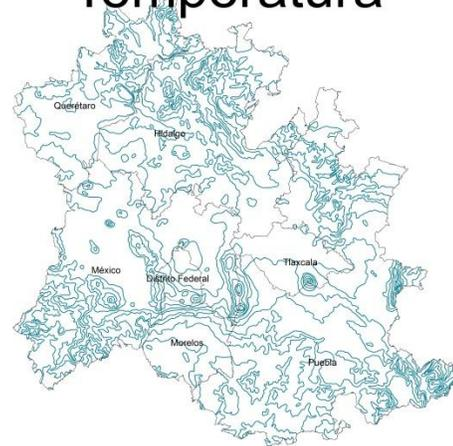 Temperatura
Querétaro
Hidalgo
Tlaxcala
México
Distrito Federal
Morelos
Puebla